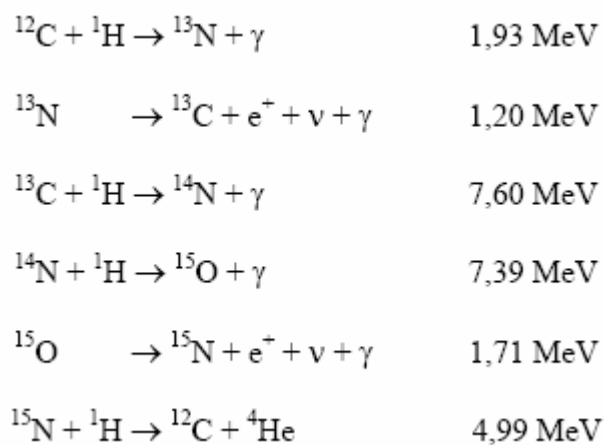 ¹²C + ¹H → ¹³N + γ 1,93 MeV
¹³N → ¹³C + e⁺ + ν + γ 1,20 MeV
¹³C + ¹H → ¹⁴N + γ 7,60 MeV
¹⁴N + ¹H → ¹⁵O + γ 7,39 MeV
¹⁵O → ¹⁵N + e⁺ + ν + γ 1,71 MeV
¹⁵N + ¹H → ¹²C + ⁴He 4,99 MeV